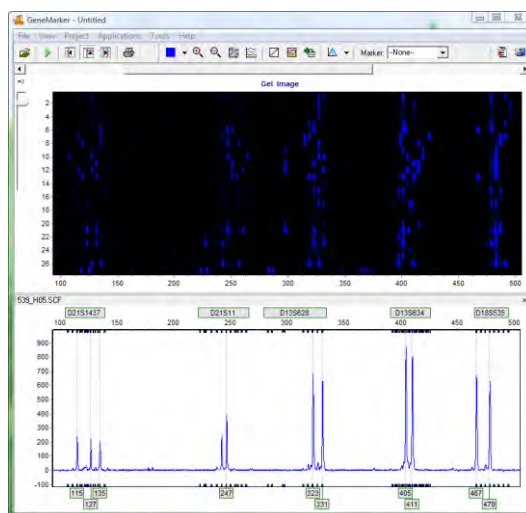 GeneMarker - Untitled
File View Project Applications Tools Help
Marker: -None-
Gel Image
2
4
6
8
10
12
14
16
18
20
22
24
26
100 150 200 250 300 350 400 450 500
539_H05.SCF
D21S1437 D21S11 D13S628 D13S634 D18S535
100 150 200 250 300 350 400 450 500
900
800
700
600
500
400
300
200
100
0
-100
115 135 247 323 405 467
127 331 411 479